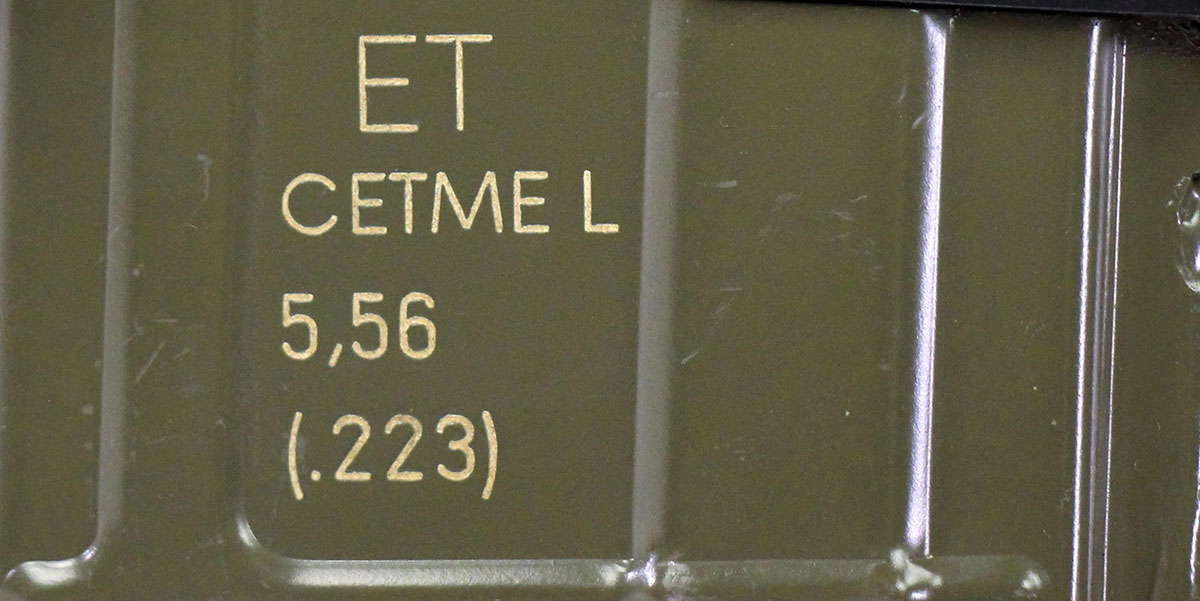 ET
CETME L
5,56
(.223)